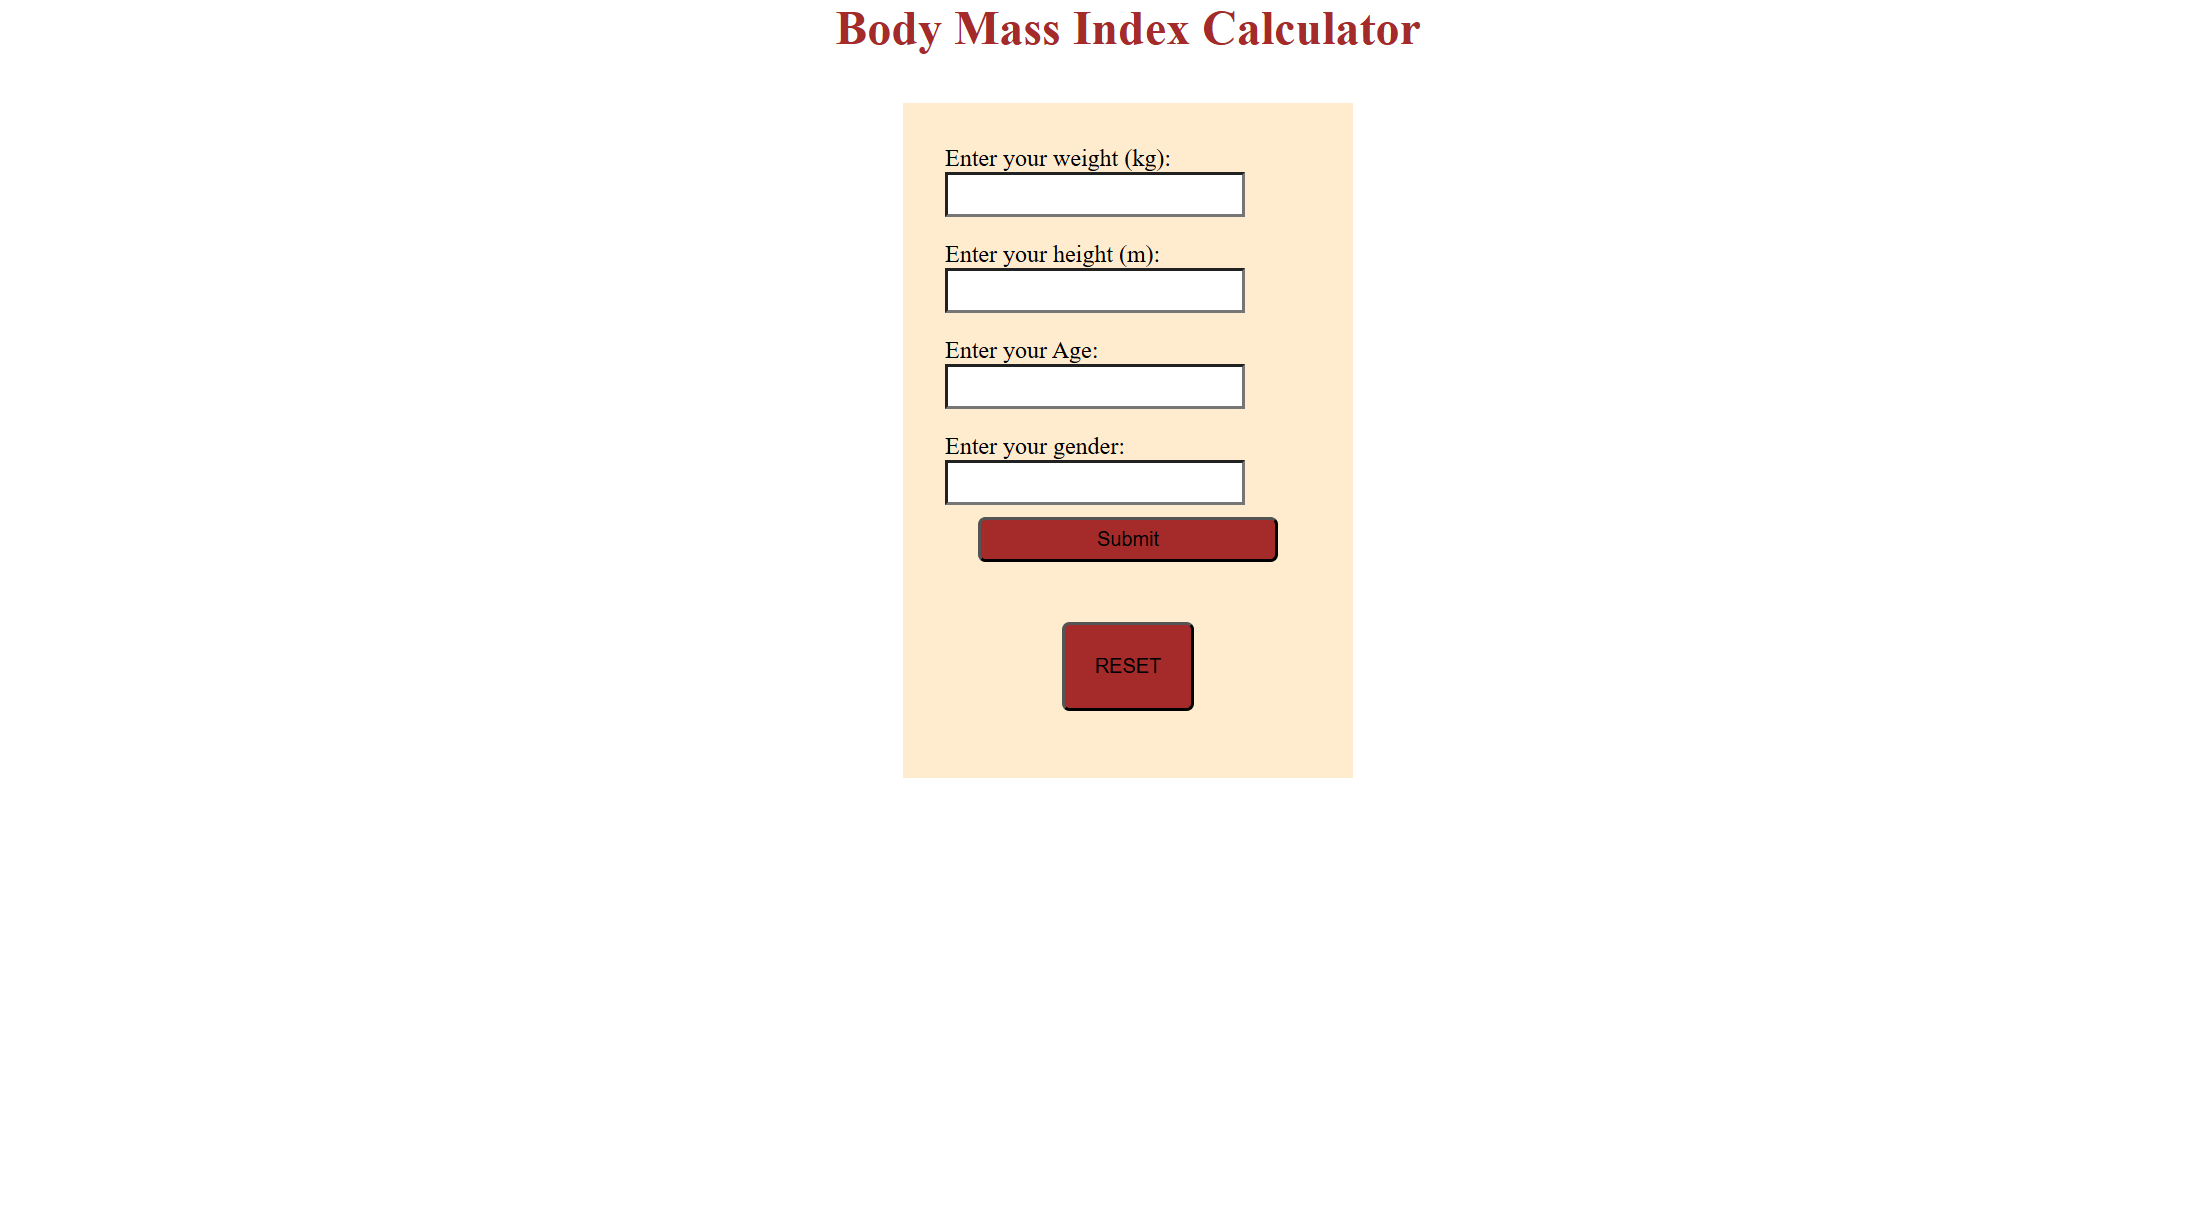 Body Mass Index Calculator
Enter your weight (kg):
Enter your height (m):
Enter your Age:
Enter your gender:
Submit
RESET